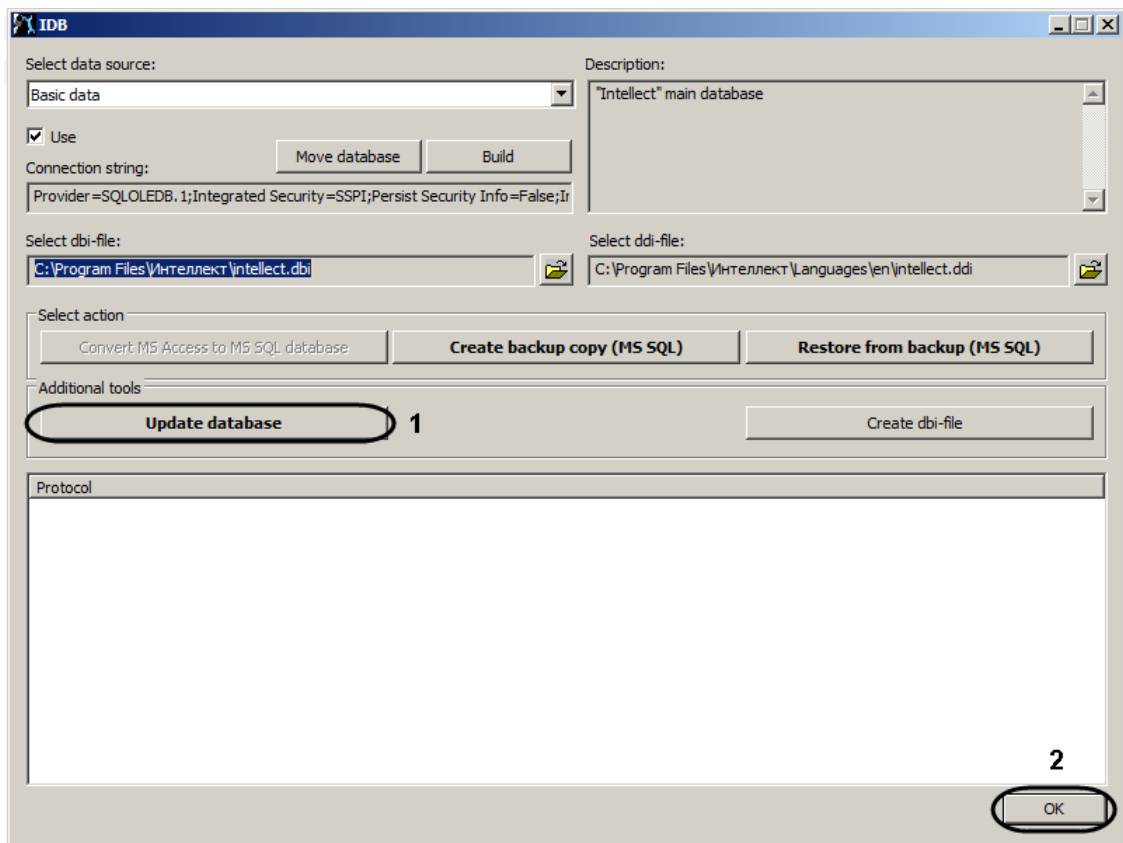 IDB
Select data source:
Description:
Basic data
"Intellect" main database
Use
Move database
Build
Connection string:
Provider=SQLOLEDB.1;Integrated Security=SSPI;Persist Security Info=False;Ir
Select dbi-file:
Select ddi-file:
C:\Program Files\Интеллект\intellect.dbi
C:\Program Files\Интеллект\Languages\en\intellect.ddi
Select action
Convert MS Access to MS SQL database
Create backup copy (MS SQL)
Restore from backup (MS SQL)
Additional tools
Update database
1
Create dbi-file
Protocol
2
OK